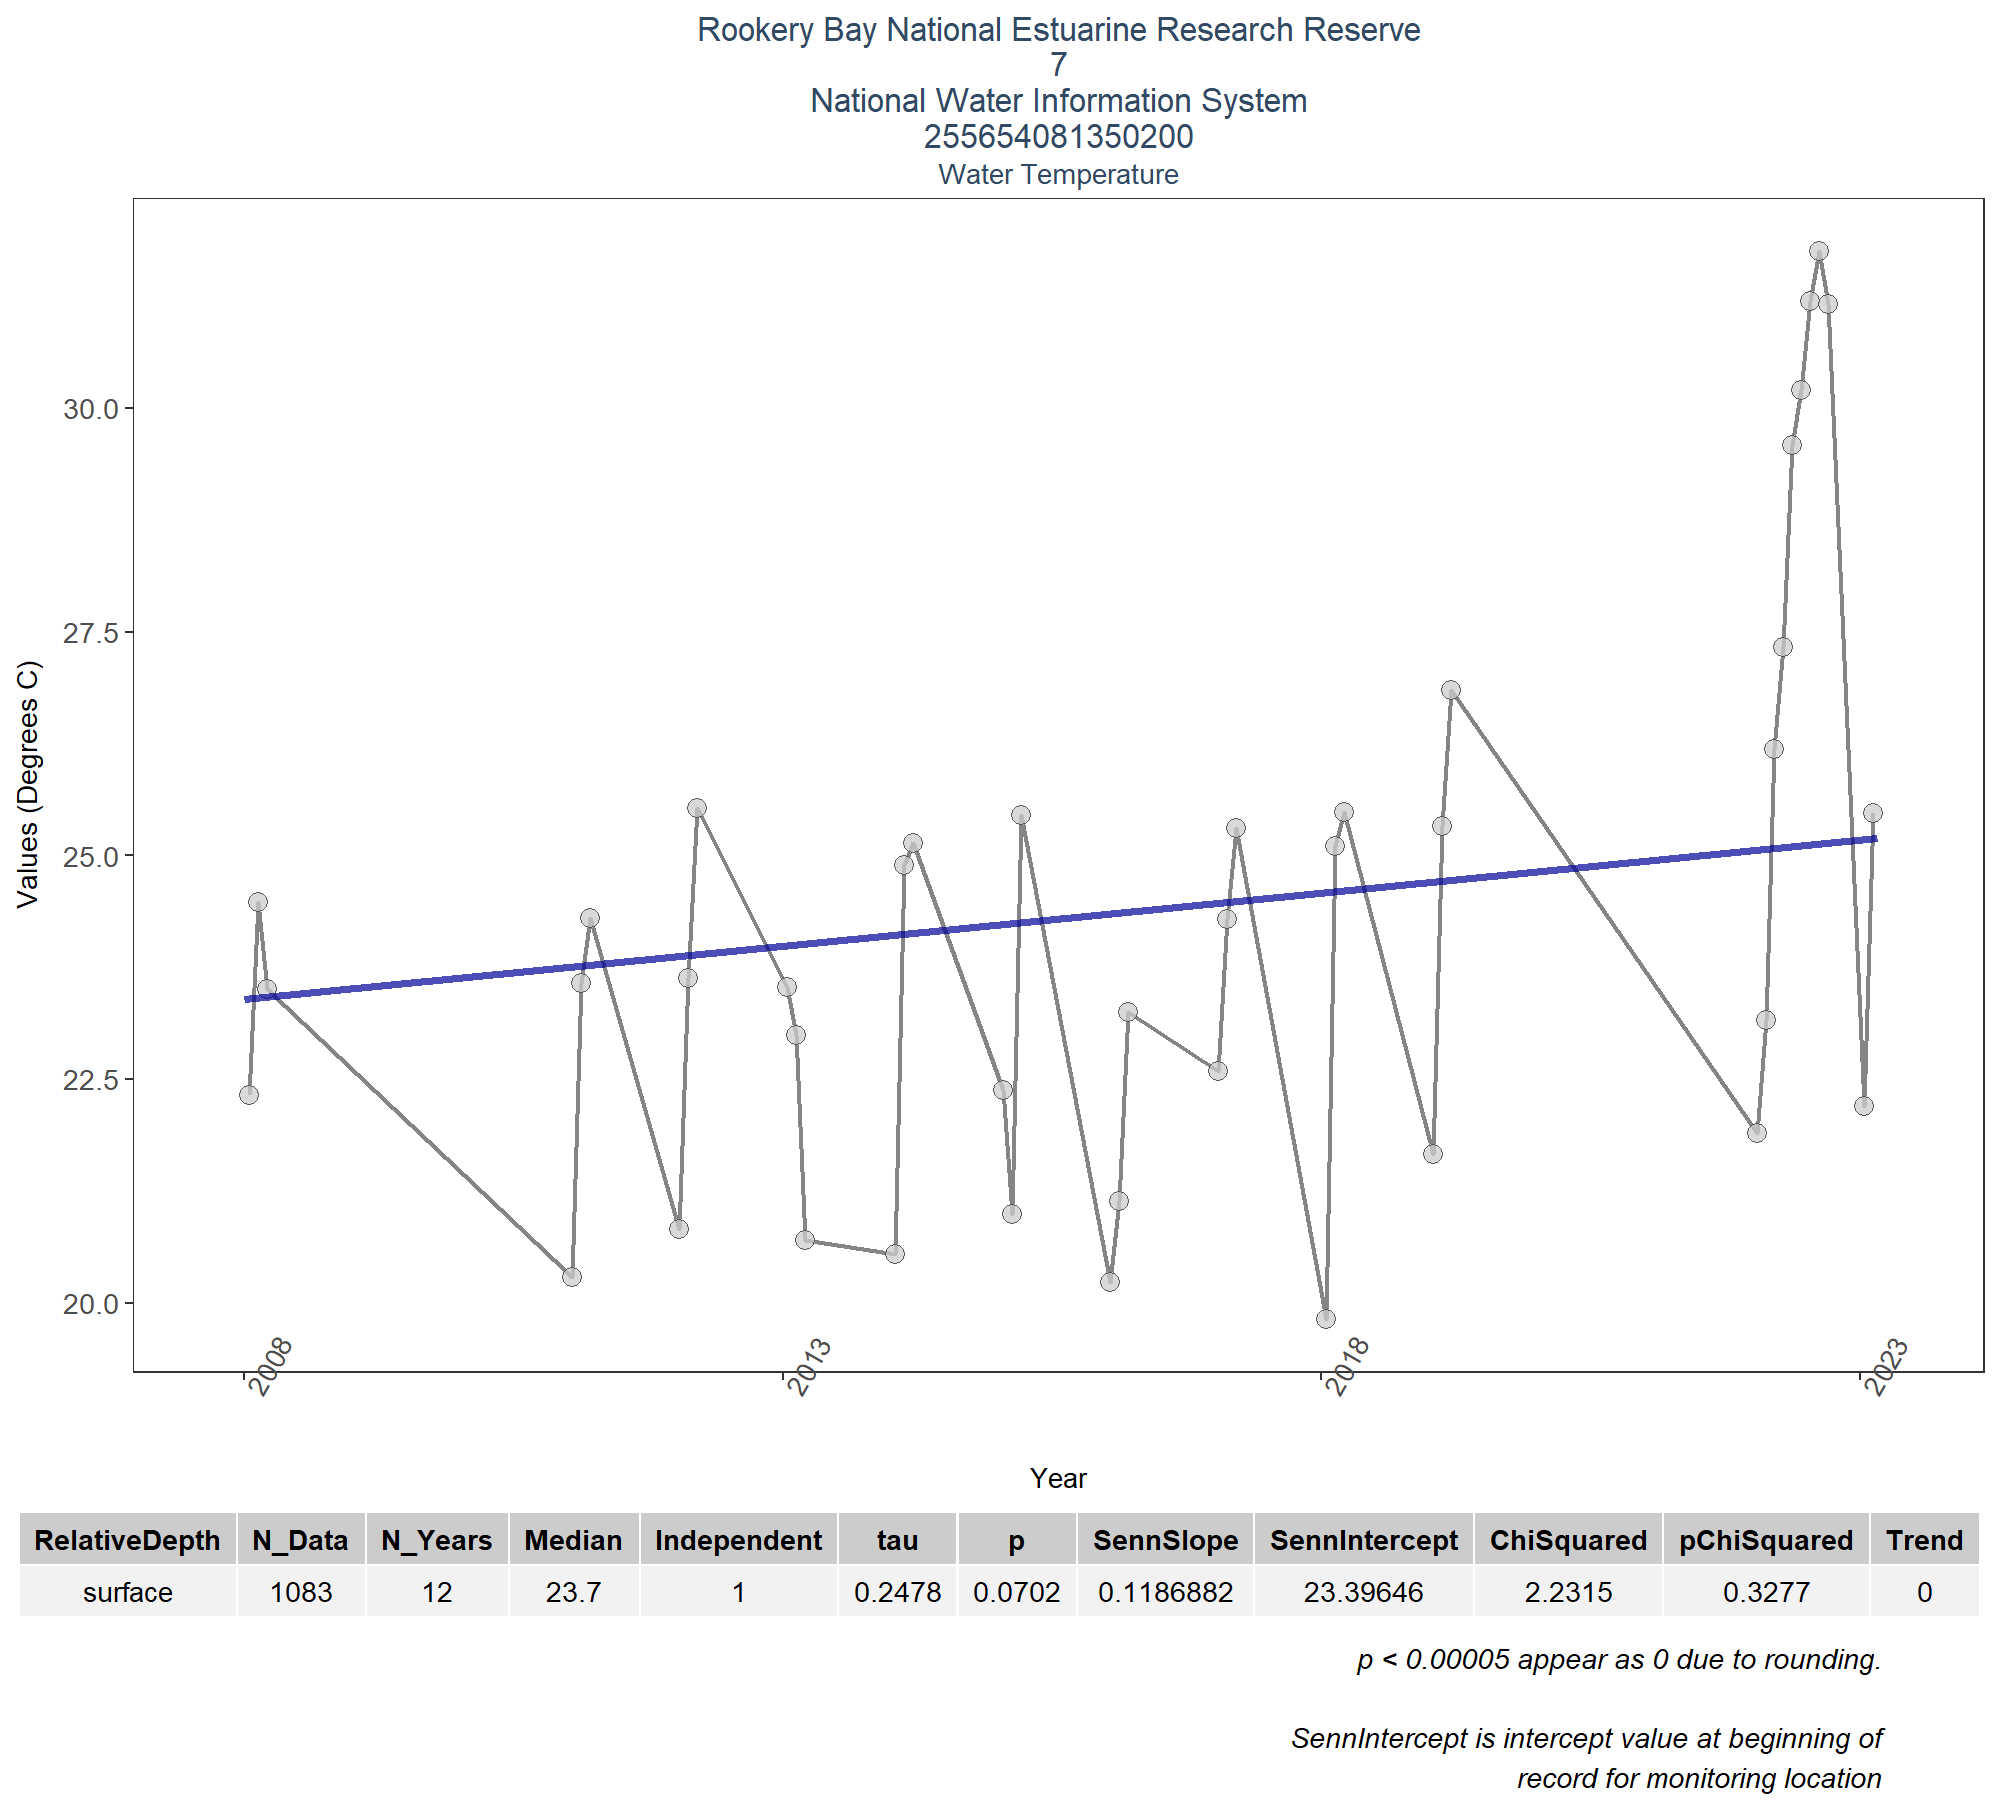 Rookery Bay National Estuarine Research Reserve
7
National Water Information System
255654081350200
Water Temperature
Values (Degrees C)
30.0
27.5
25.0
22.5
20.0
2008
2013
2018
2023
Year
RelativeDepth N_Data N_Years Median Independent tau p SennSlope SennIntercept ChiSquared pChiSquared Trend
surface 1083 12 23.7 1 0.2478 0.0702 0.1186882 23.39646 2.2315 0.3277 0
p < 0.00005 appear as 0 due to rounding.
SennIntercept is intercept value at beginning of
record for monitoring location